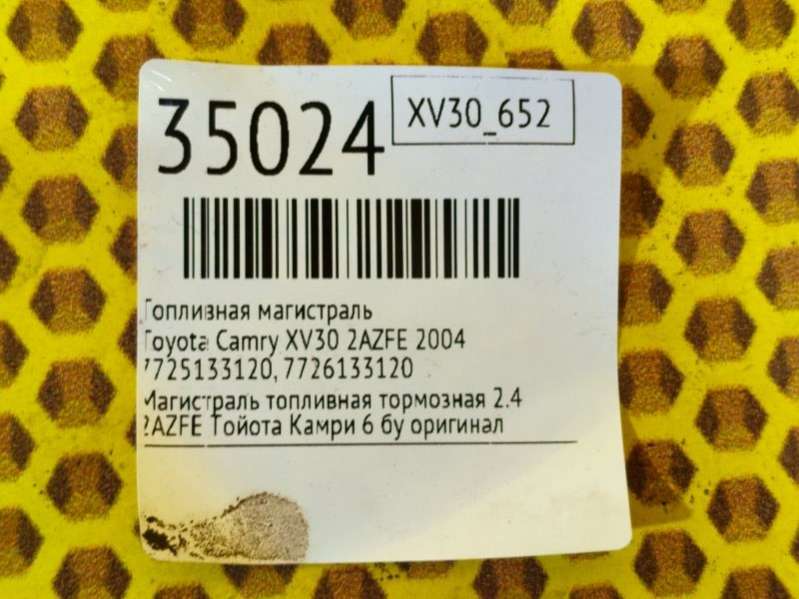 35024
XV30_652
Топливная магистраль
Toyota Camry XV30 2AZFE 2004
7725133120, 7726133120
Магистраль топливная тормозная 2.4
2AZFE Тойота Камри 6 бу оригинал